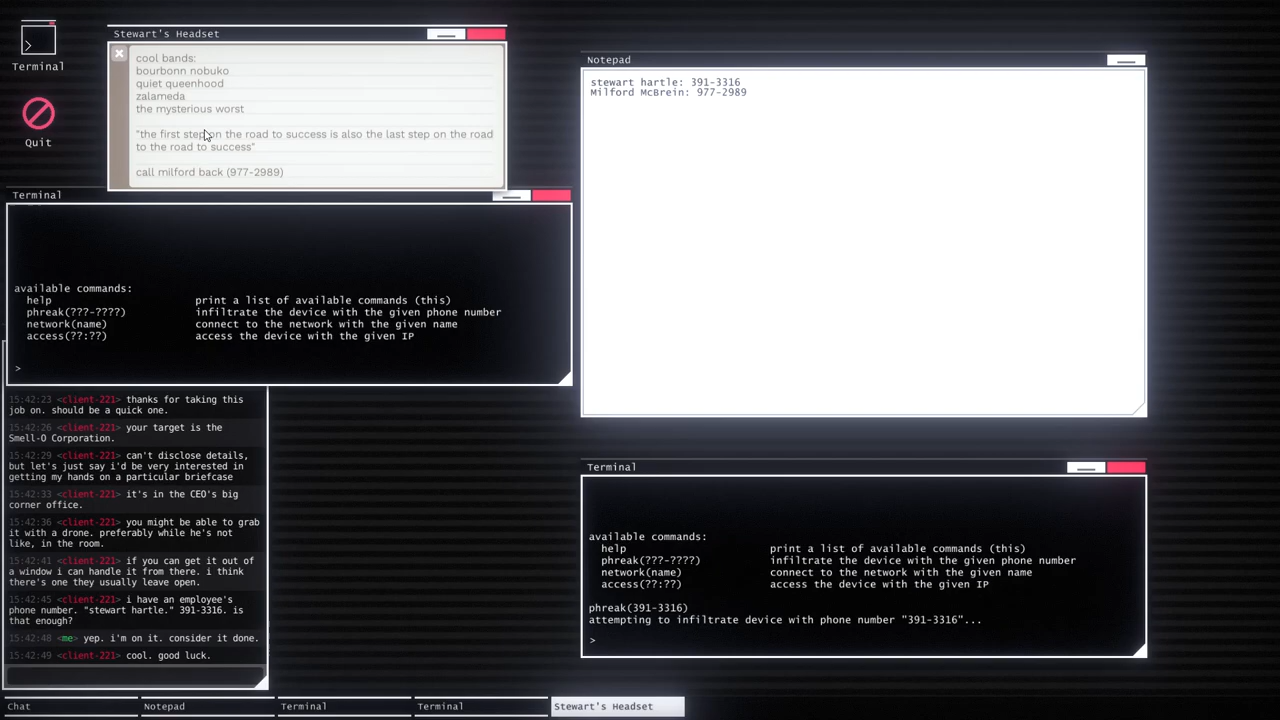 Terminal
Quit
Stewart's Headset
cool bands:
bourbonn nobuko
quiet queenhood
zalameda
the mysterious worst
"the first step on the road to success is also the last step on the road
to the road to success"
call milford back (977-2989)
Terminal
available commands:
help print a list of available commands (this)
phreak(???-????) infiltrate the device with the given phone number
network(name) connect to the network with the given name
access(??:??) access the device with the given IP
>
15:42:23 <client-221> thanks for taking this
job on. should be a quick one.
15:42:26 <client-221> your target is the
Smell-O Corporation.
15:42:29 <client-221> can't disclose details,
but let's just say i'd be very interested in
getting my hands on a particular briefcase
15:42:33 <client-221> it's in the CEO's big
corner office.
15:42:36 <client-221> you might be able to grab
it with a drone. preferably while he's not
like, in the room.
15:42:41 <client-221> if you can get it out of
a window i can handle it from there. i think
there's one they usually leave open.
15:42:45 <client-221> i have an employee's
phone number. "stewart hartle." 391-3316. is
that enough?
15:42:48 <me> yep. i'm on it. consider it done.
15:42:49 <client-221> cool. good luck.
Notepad
stewart hartle: 391-3316
Milford McBrein: 977-2989
Terminal
available commands:
help print a list of available commands (this)
phreak(???-????) infiltrate the device with the given phone number
network(name) connect to the network with the given name
access(??:??) access the device with the given IP
phreak(391-3316)
attempting to infiltrate device with phone number "391-3316"...
>
Chat
Notepad
Terminal
Terminal
Stewart's Headset